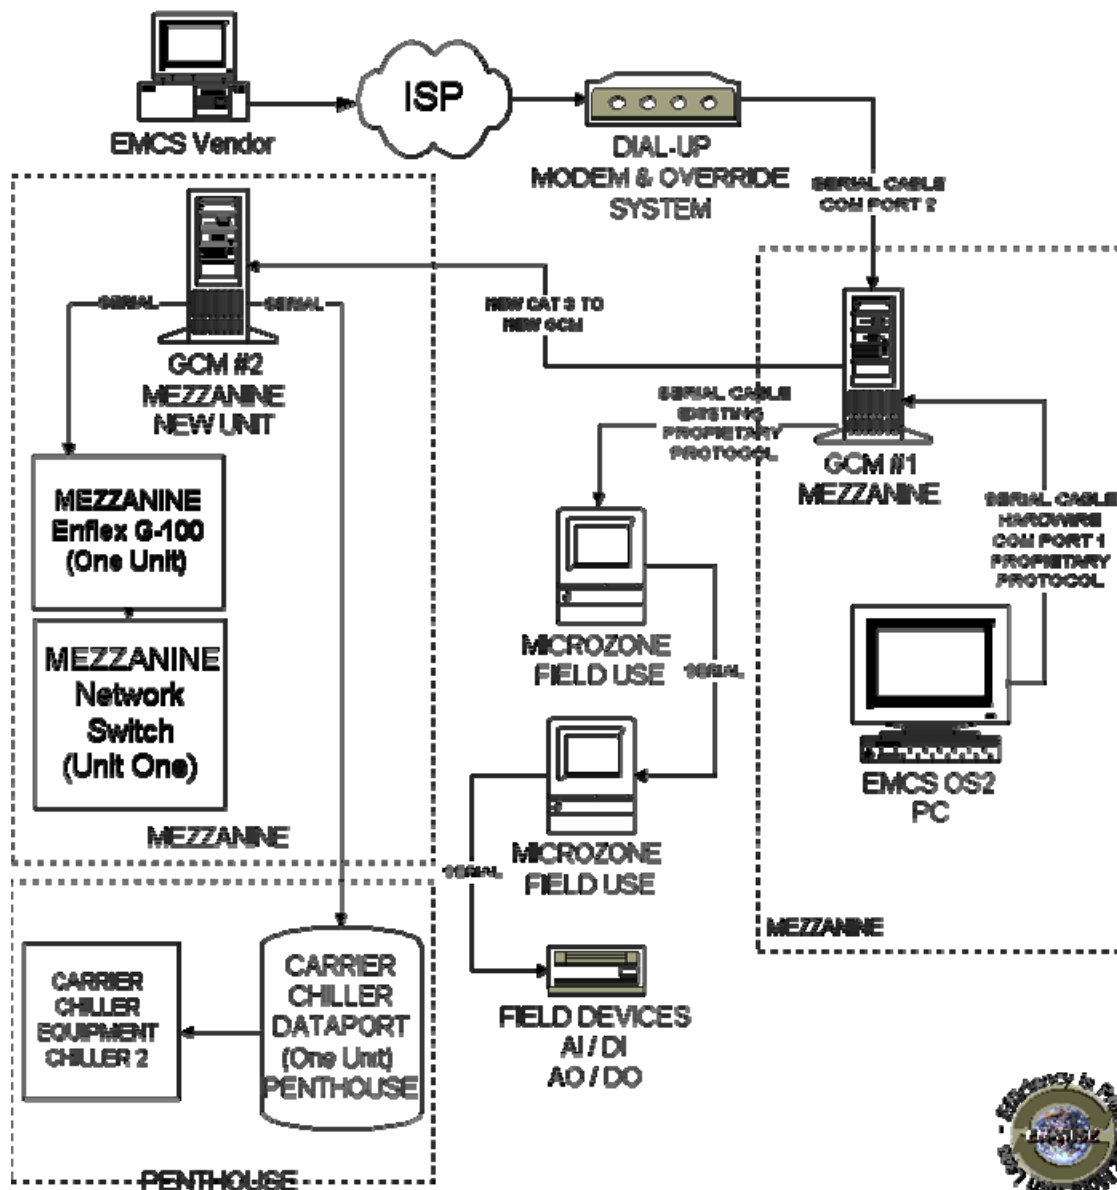 EMCS Vendor
ISP
DIAL-UP
MODEM & OVERRIDE
SYSTEM
SERIAL CABLE
COM PORT 2
SERIAL
SERIAL
GCM #2
MEZZANINE
NEW UNIT
NEW CAT 3 TO
NEW GCM
SERIAL CABLE
EXISTING
PROPIETARY
PROTOCOL
GCM #1
MEZZANINE
SERIAL CABLE
HARDWIRE
COM PORT 1
PROPIETARY
PROTOCOL
MEZZANINE
Enflex G-100
(One Unit)
MEZZANINE
Network
Switch
(Unit One)
MEZZANINE
MICROZONE
FIELD USE
SERIAL
EMCS OS2
PC
MICROZONE
FIELD USE
SERIAL
MEZZANINE
CARRIER
CHILLER
EQUIPMENT
CHILLER 2
CARRIER
CHILLER
DATAPORT
(One Unit)
PENTHOUSE
FIELD DEVICES
AI / DI
AO / DO
PENTHOUSE